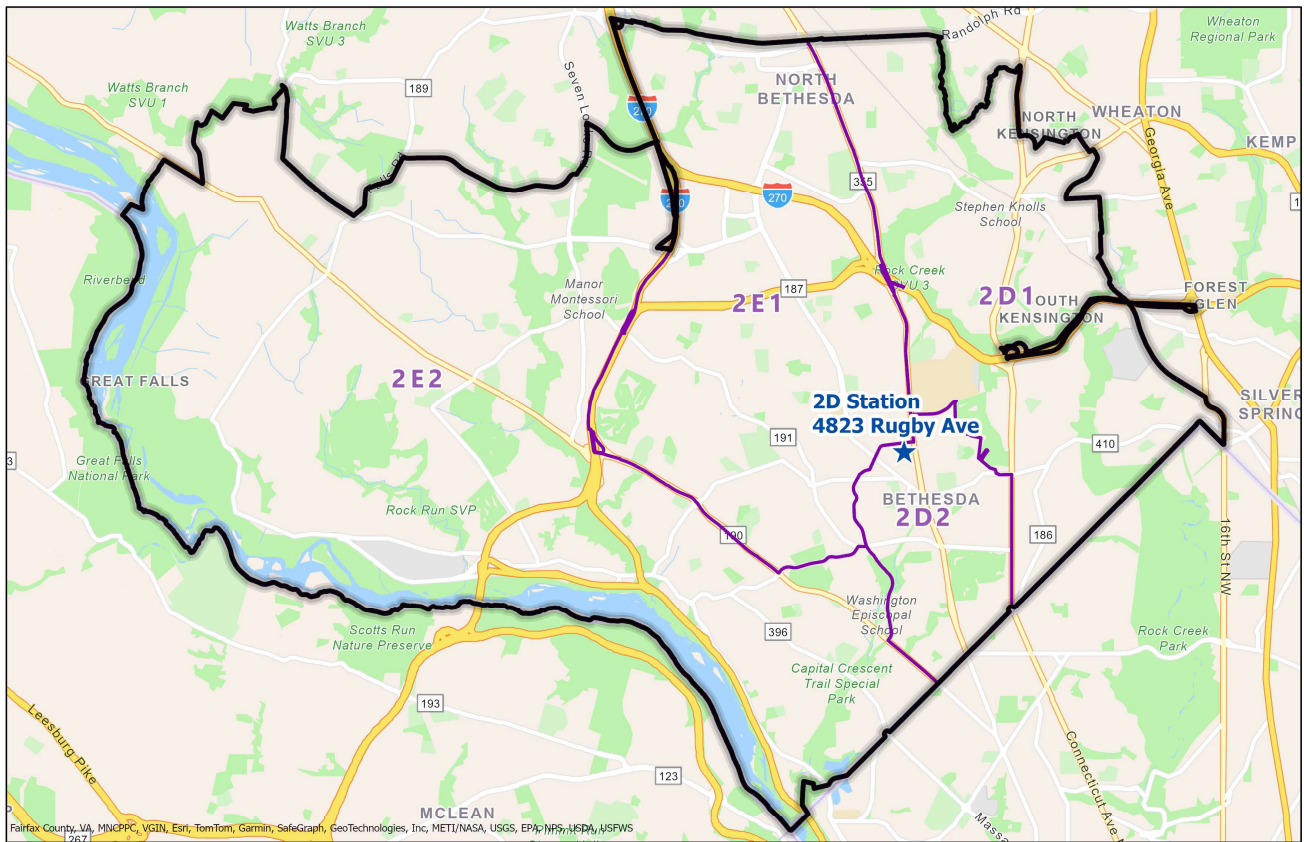 Watts Branch
SVU 3
Randolph Rd
Wheaton
Regional Park
Watts Branch
SVU 1
189
Seven Locks Rd
270
NORTH
BETHESDA
NORTH
KENSINGTON
WHEATON
KEMP
Georgia Ave
Falls Rd
355
270
270
Stephen Knolls
School
Riverbend
Manor
Montessori
School
187
2E1
Rock Creek
SVU 3
2D1
SOUTH
KENSINGTON
FOREST
GLEN
GREAT FALLS
2E2
2D Station
4823 Rugby Ave
SILVER
SPRING
191
410
Great Falls
National Park
Rock Run SVP
BETHESDA
2D2
190
186
16th St NW
Washington
Episcopal
School
Scotts Run
Nature Preserve
396
Rock Creek
Park
Capital Crescent
Trail Special
Park
193
Leesburg Pike
123
Connecticut Ave
MCLEAN
Massa
Fairfax County, VA, MNCPPC, VGIN, Esri, TomTom, Garmin, SafeGraph, GeoTechnologies, Inc, METI/NASA, USGS, EPA, NPS, USDA, USFWS
267